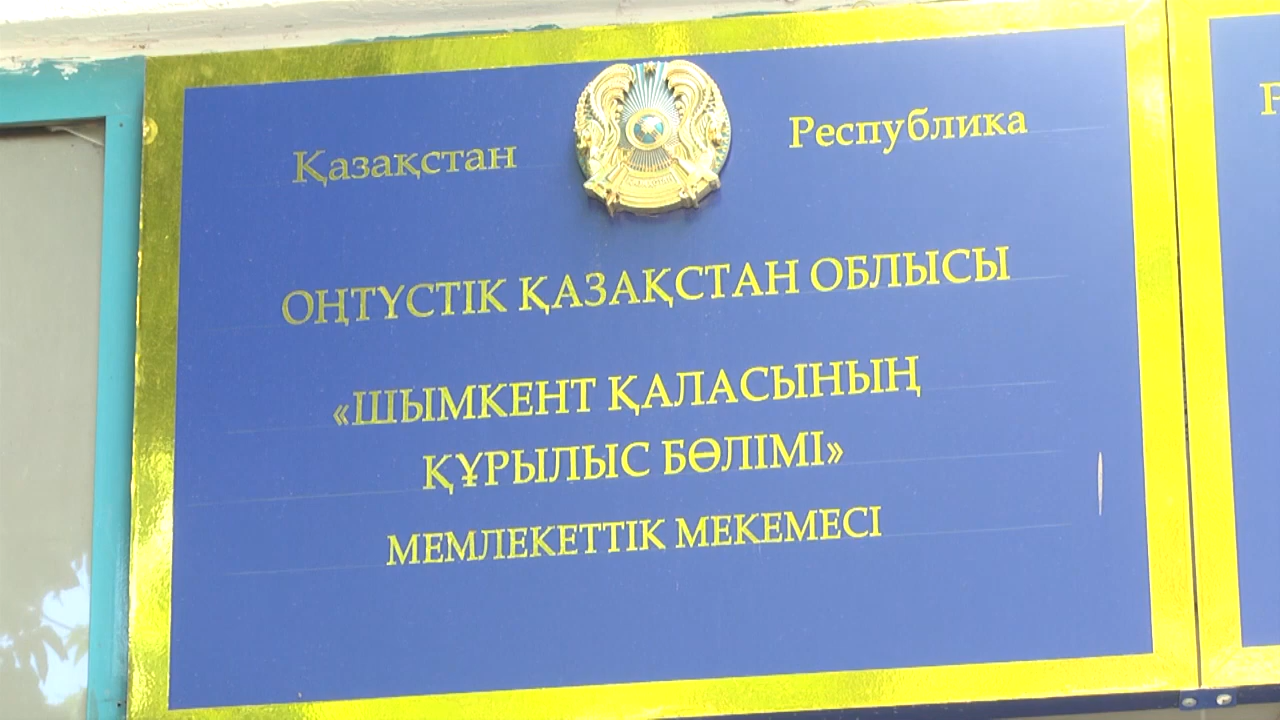 Қазақстан Республика
ОҢТҮСТІК ҚАЗАҚСТАН ОБЛЫСЫ
«ШЫМКЕНТ ҚАЛАСЫНЫҢ
ҚҰРЫЛЫС БӨЛІМІ»
МЕМЛЕКЕТТІК МЕКЕМЕСІ